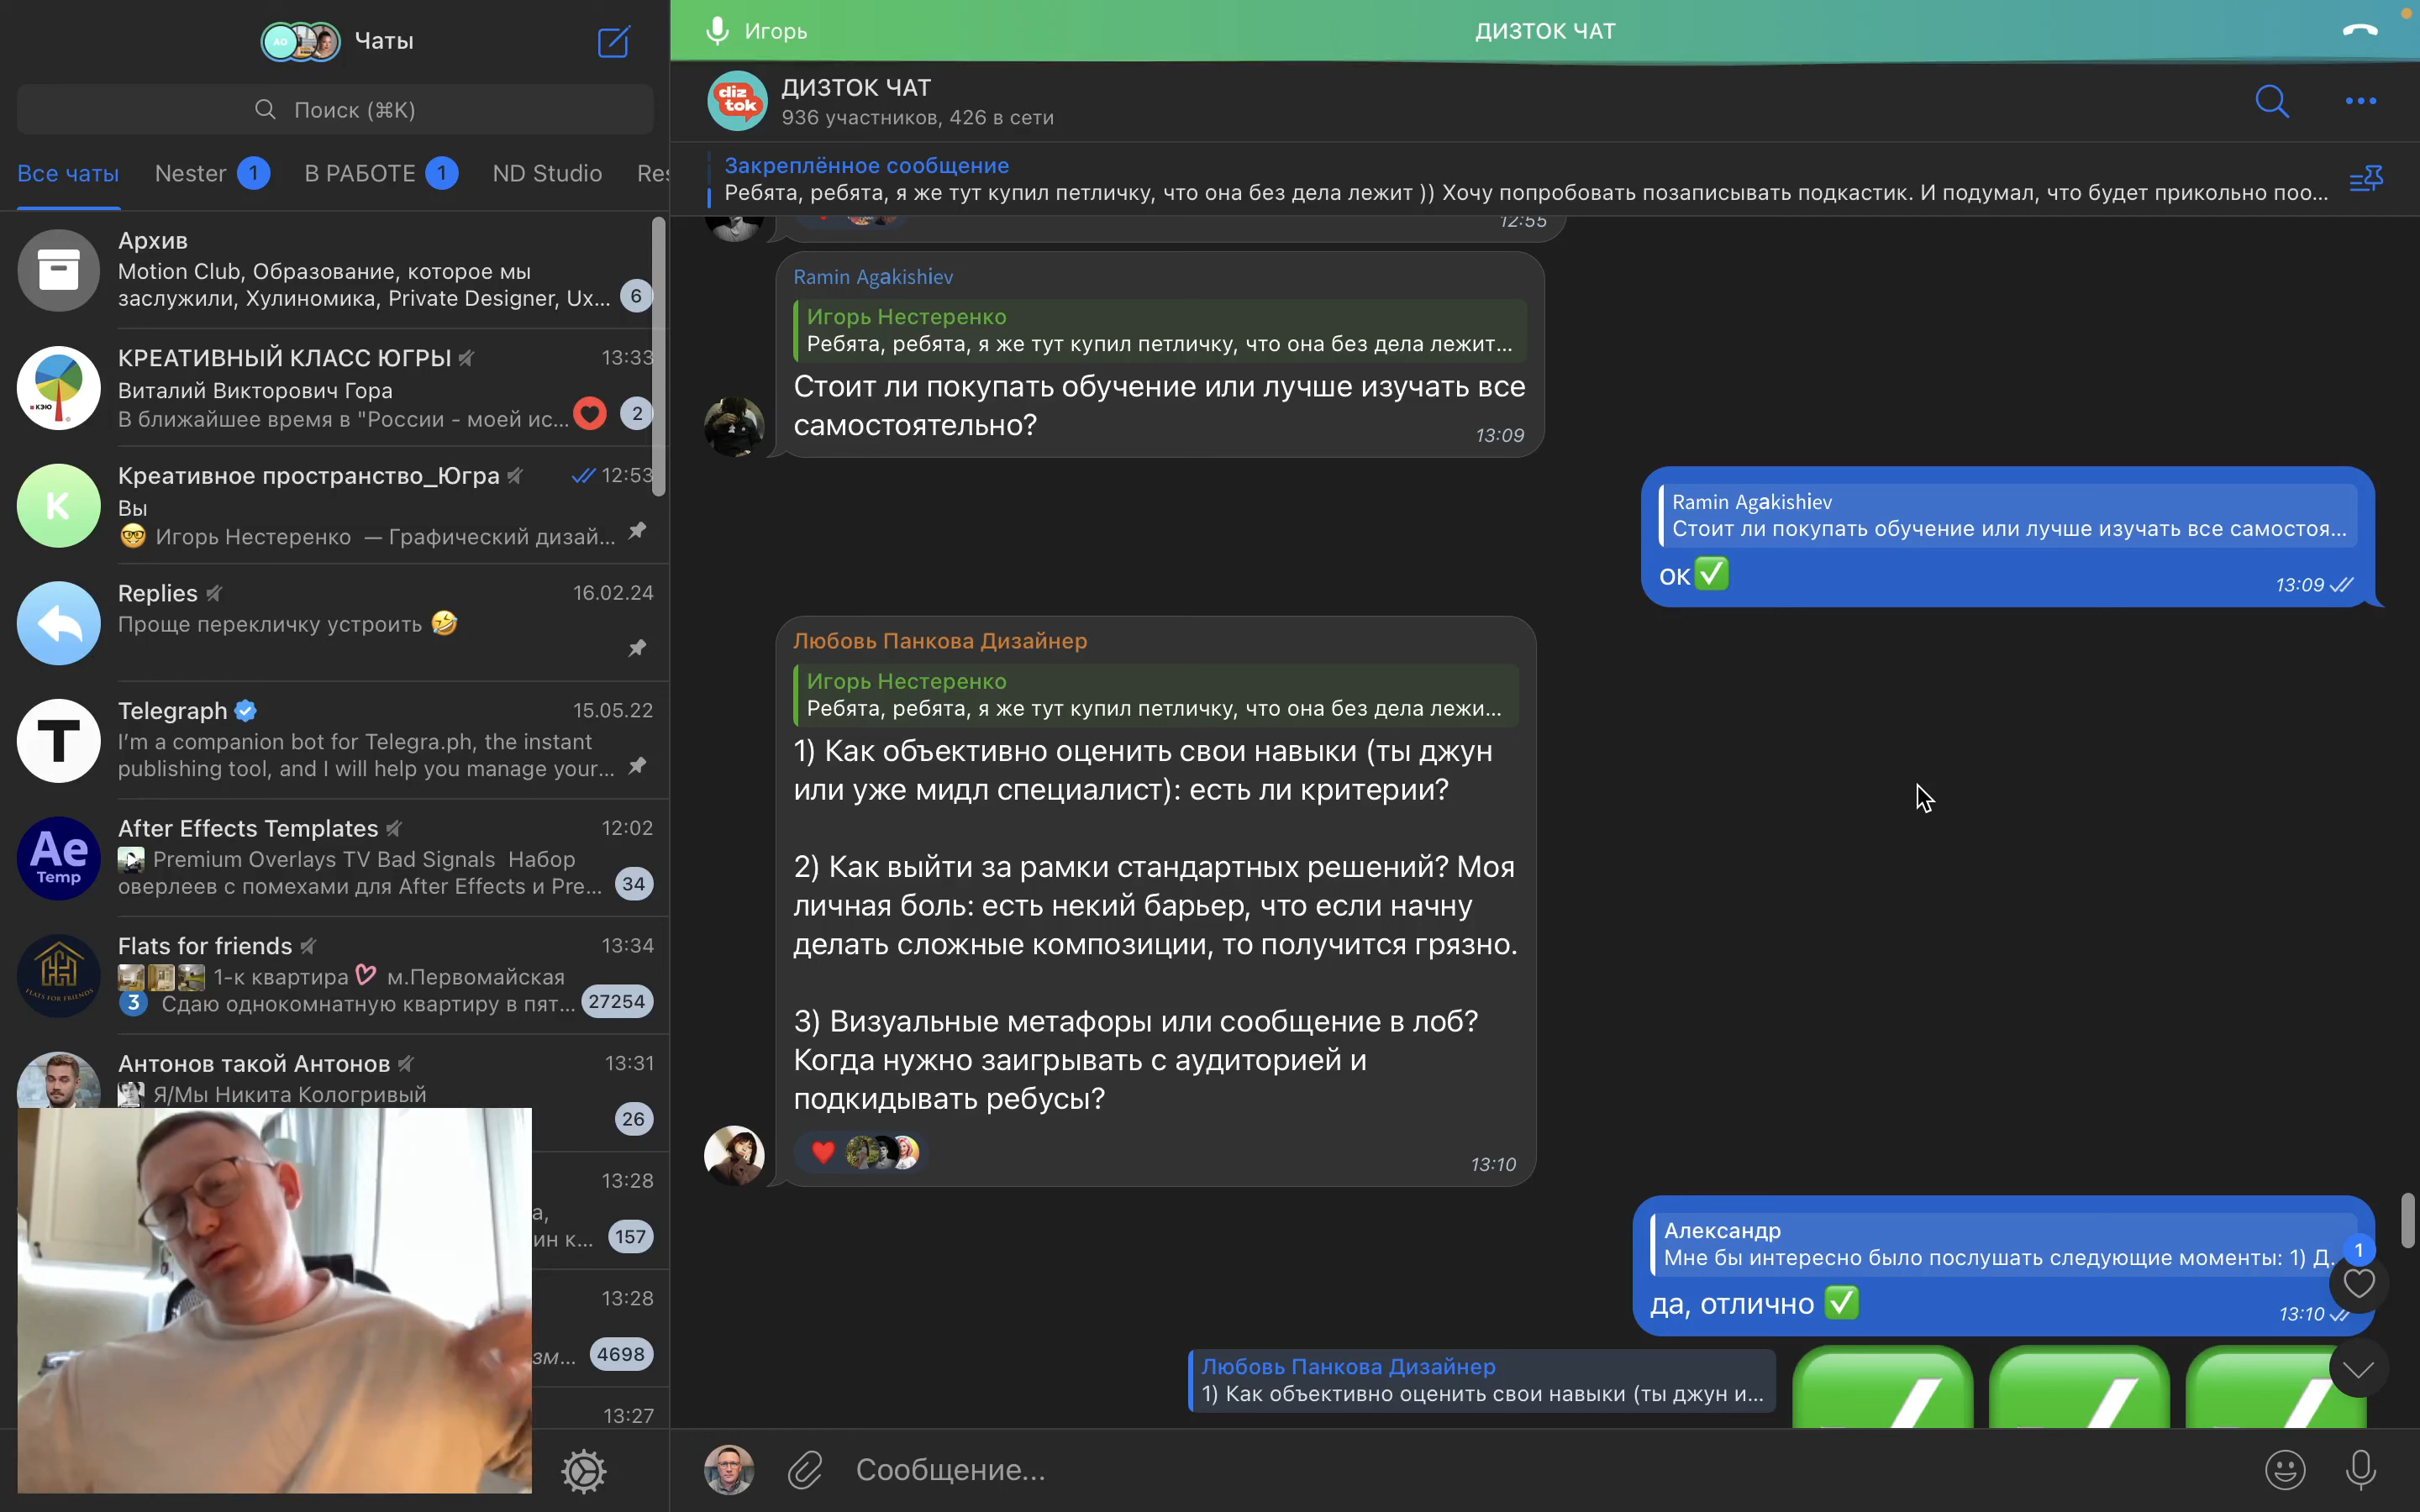 Чаты
Поиск (⌘K)
Все чаты
Nester 1
В РАБОТЕ 1
ND Studio
Res
Архив
Motion Club, Образование, которое мы
заслужили, Хулиномика, Private Designer, Ux... 6
КРЕАТИВНЫЙ КЛАСС ЮГРЫ 13:33
Виталий Викторович Гора
В ближайшее время в "России - моей ис... 2
Креативное пространство_Югра 12:53
Вы
🤓 Игорь Нестеренко — Графический дизай...
Replies 16.02.24
Проще перекличку устроить 🤣
Telegraph 15.05.22
I'm a companion bot for Telegra.ph, the instant
publishing tool, and I will help you manage your...
Ae
Temp
After Effects Templates 12:02
Premium Overlays TV Bad Signals Набор
оверлеев с помехами для After Effects и Pre... 34
FLATS FOR FRIENDS
Flats for friends 13:34
1-к квартира м.Первомайская
3 Сдаю однокомнатную квартиру в пят... 27254
Антонов такой Антонов 13:31
Я/Мы Никита Кологривый
26
13:28
а,
ин к... 157
13:28
зм... 4698
13:27
Игорь
ДИЗТОК ЧАТ
diz
tok
ДИЗТОК ЧАТ
936 участников, 426 в сети
Закреплённое сообщение
Ребята, ребята, я же тут купил петличку, что она без дела лежит )) Хочу попробовать позаписывать подкастик. И подумал, что будет прикольно поо...
12:55
Ramin Agakishiev
Игорь Нестеренко
Ребята, ребята, я же тут купил петличку, что она без дела лежит...
Стоит ли покупать обучение или лучше изучать все
самостоятельно?
13:09
Ramin Agakishiev
Стоит ли покупать обучение или лучше изучать все самостоя...
ок✅
13:09
Любовь Панкова Дизайнер
Игорь Нестеренко
Ребята, ребята, я же тут купил петличку, что она без дела лежи...
1) Как объективно оценить свои навыки (ты джун
или уже мидл специалист): есть ли критерии?
2) Как выйти за рамки стандартных решений? Моя
личная боль: есть некий барьер, что если начну
делать сложные композиции, то получится грязно.
3) Визуальные метафоры или сообщение в лоб?
Когда нужно заигрывать с аудиторией и
подкидывать ребусы?
13:10
Александр
Мне бы интересно было послушать следующие моменты: 1) Д...
1
да, отлично ✅
13:10
Любовь Панкова Дизайнер
1) Как объективно оценить свои навыки (ты джун и...
Сообщение...